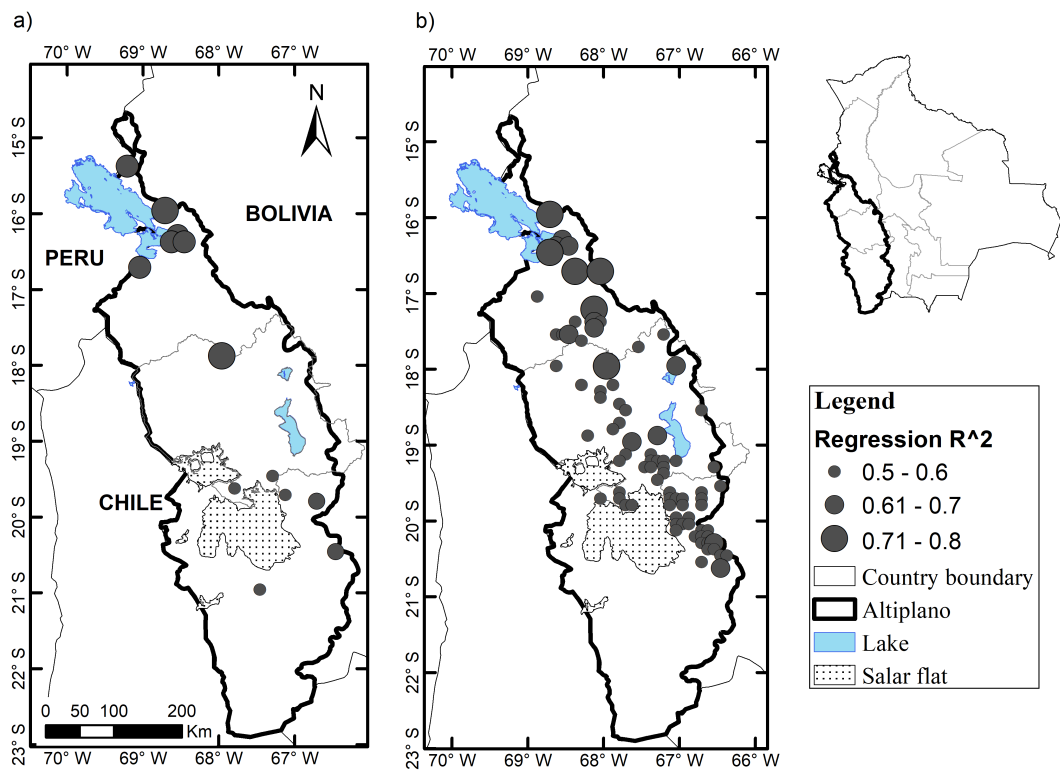 a)
b)
70° W 69° W 68° W 67° W
70° W 69° W 68° W 67° W 66° W
N
15° S
15° S
16° S
16° S
BOLIVIA
PERU
17° S
17° S
18° S
18° S
19° S
19° S
CHILE
20° S
20° S
21° S
21° S
22° S
22° S
23° S
23° S
0 50 100 200
Km
70° W 69° W 68° W 67° W
70° W 69° W 68° W 67° W 66° W
Legend
Regression R^2
0.5 - 0.6
0.61 - 0.7
0.71 - 0.8
Country boundary
Altiplano
Lake
Salar flat